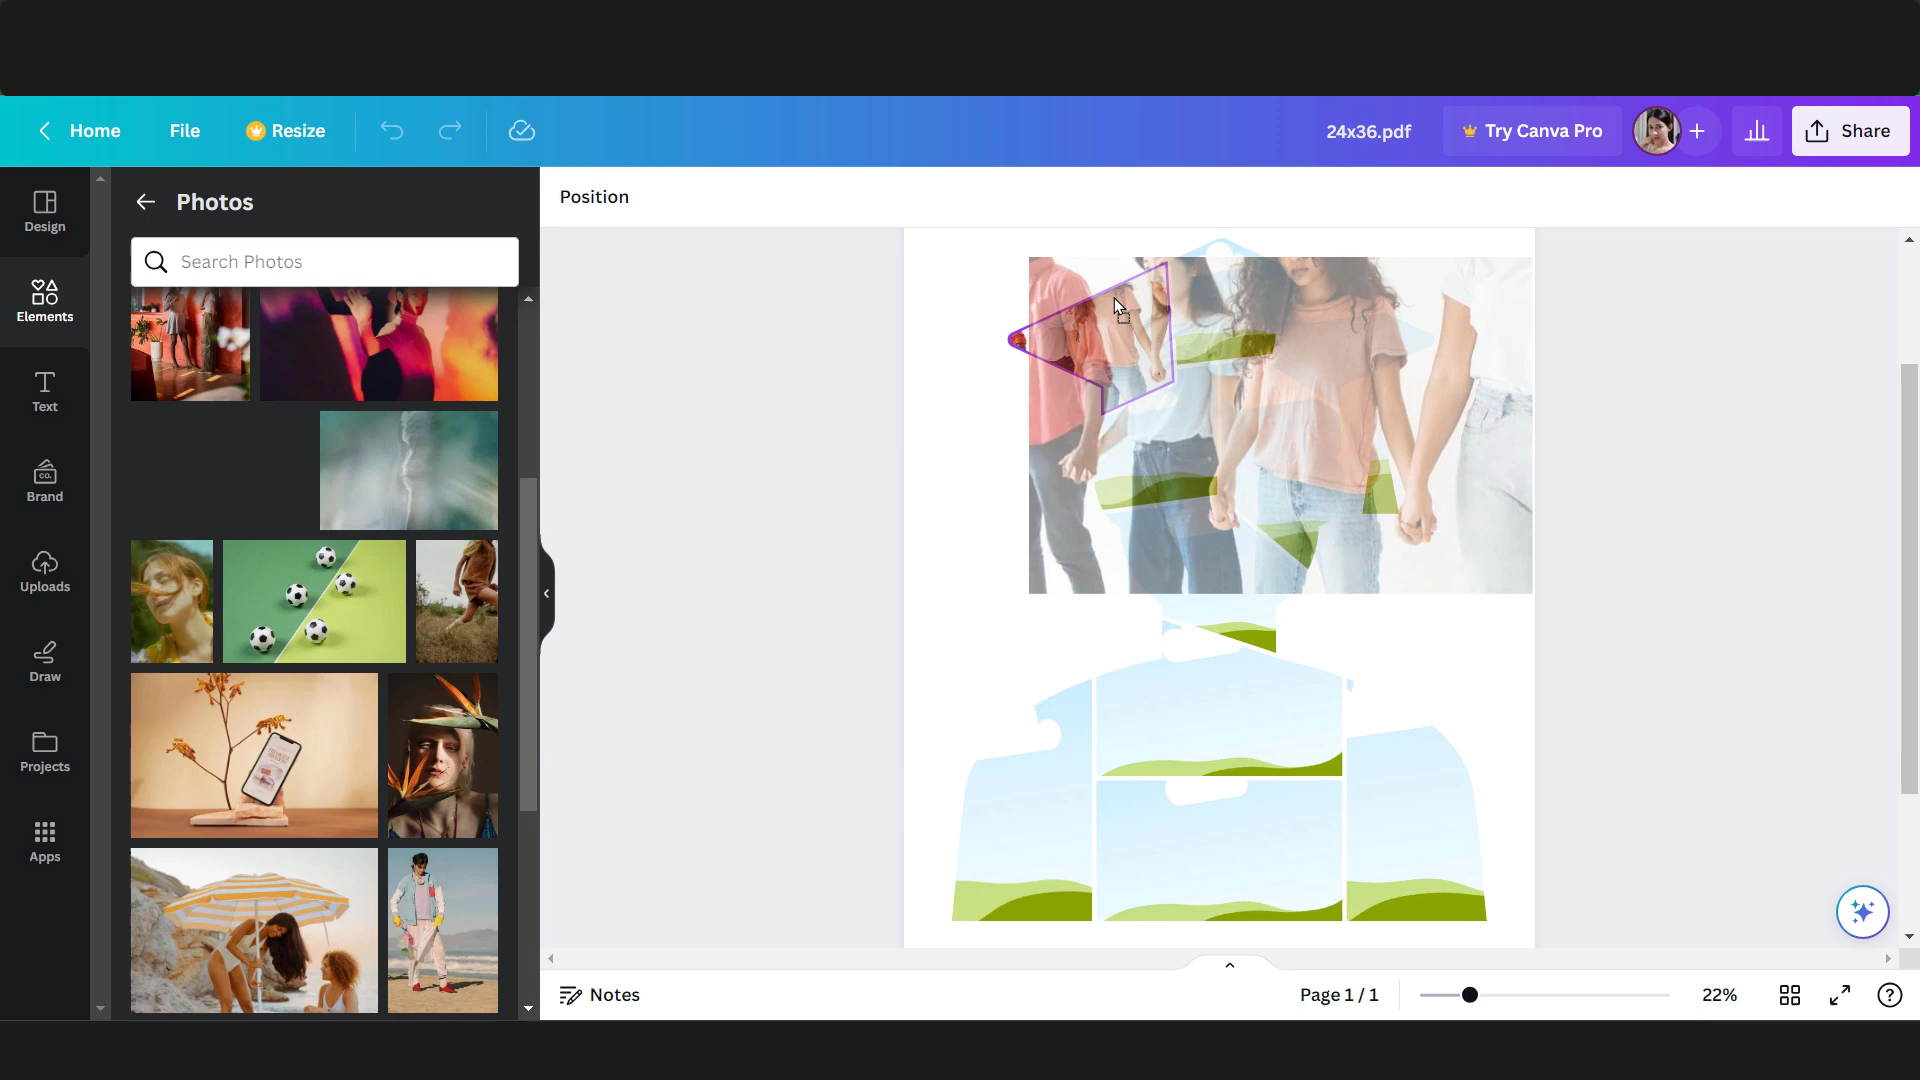 Home File Resize 24x36.pdf Try Canva Pro Share
Design
Elements
Text
CO.
Brand
Uploads
Draw
Projects
Apps
Photos
Search Photos
Position
Notes Page 1 / 1 22%